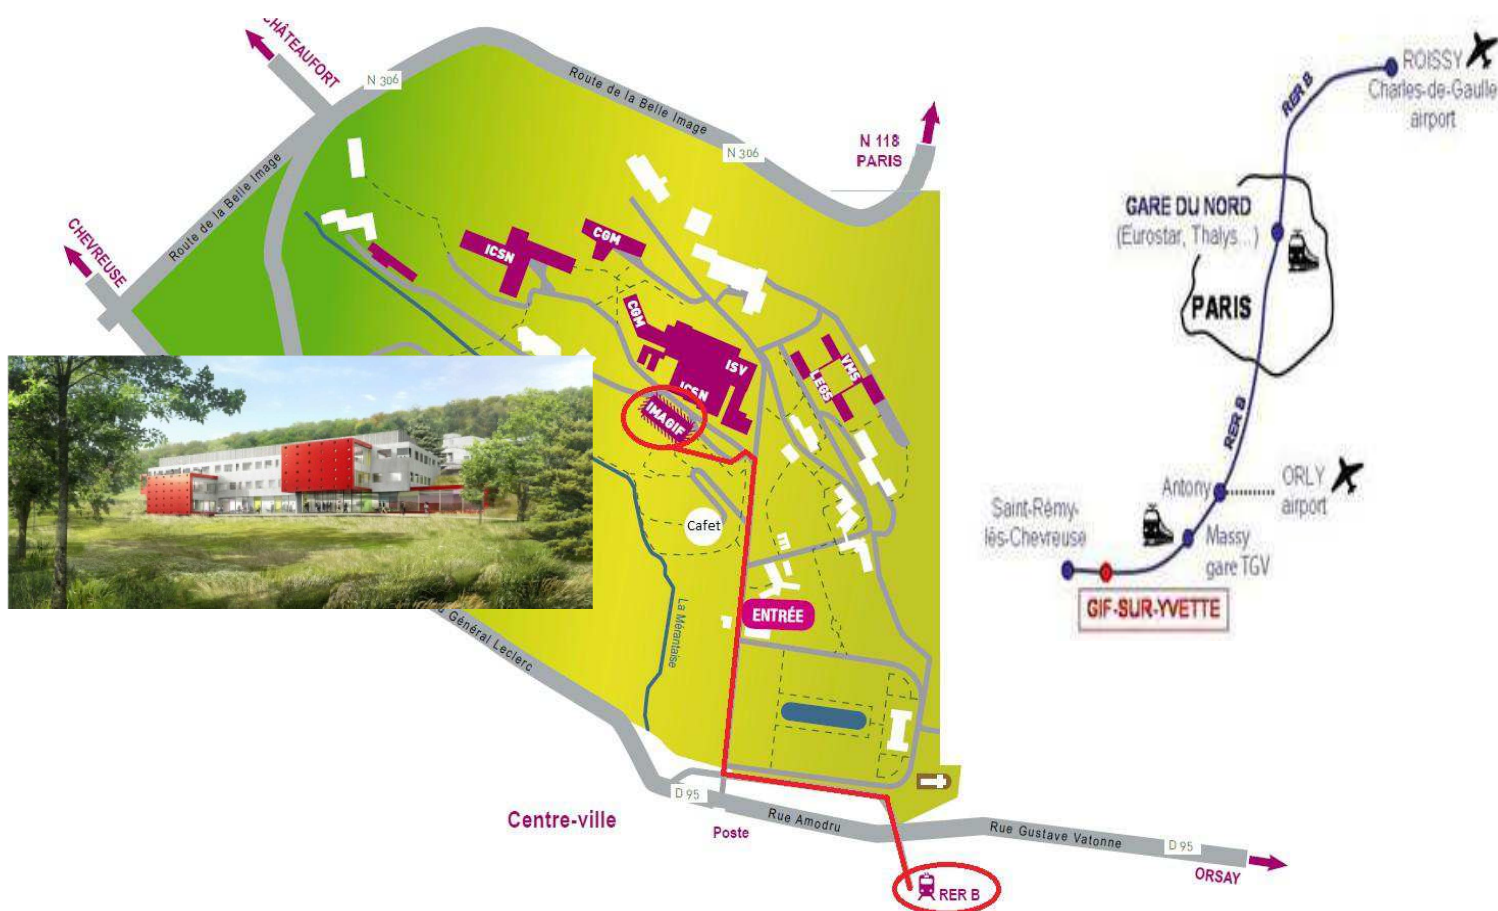 CHÂTEAUFORT
N 306
Route de la Belle Image
N 306
N 118
PARIS
Route de la Belle Image
CHEVREUSE
ICSN
CGM
CGM
ISV
ICSN
IMAGIF
LEGS
VMS
Cafet
ENTRÉE
La Mérantaise
Général Leclerc
D 95
Centre-ville
Poste
Rue Amodru
Rue Gustave Vatonne
D 95
ORSAY
RER B
ROISSY
Charles-de-Gaulle
airport
RER B
GARE DU NORD
(Eurostar, Thalys...)
PARIS
RER B
Antony
ORLY
airport
Saint-Rémy-
lès-Chevreuse
Massy
gare TGV
GIF-SUR-YVETTE